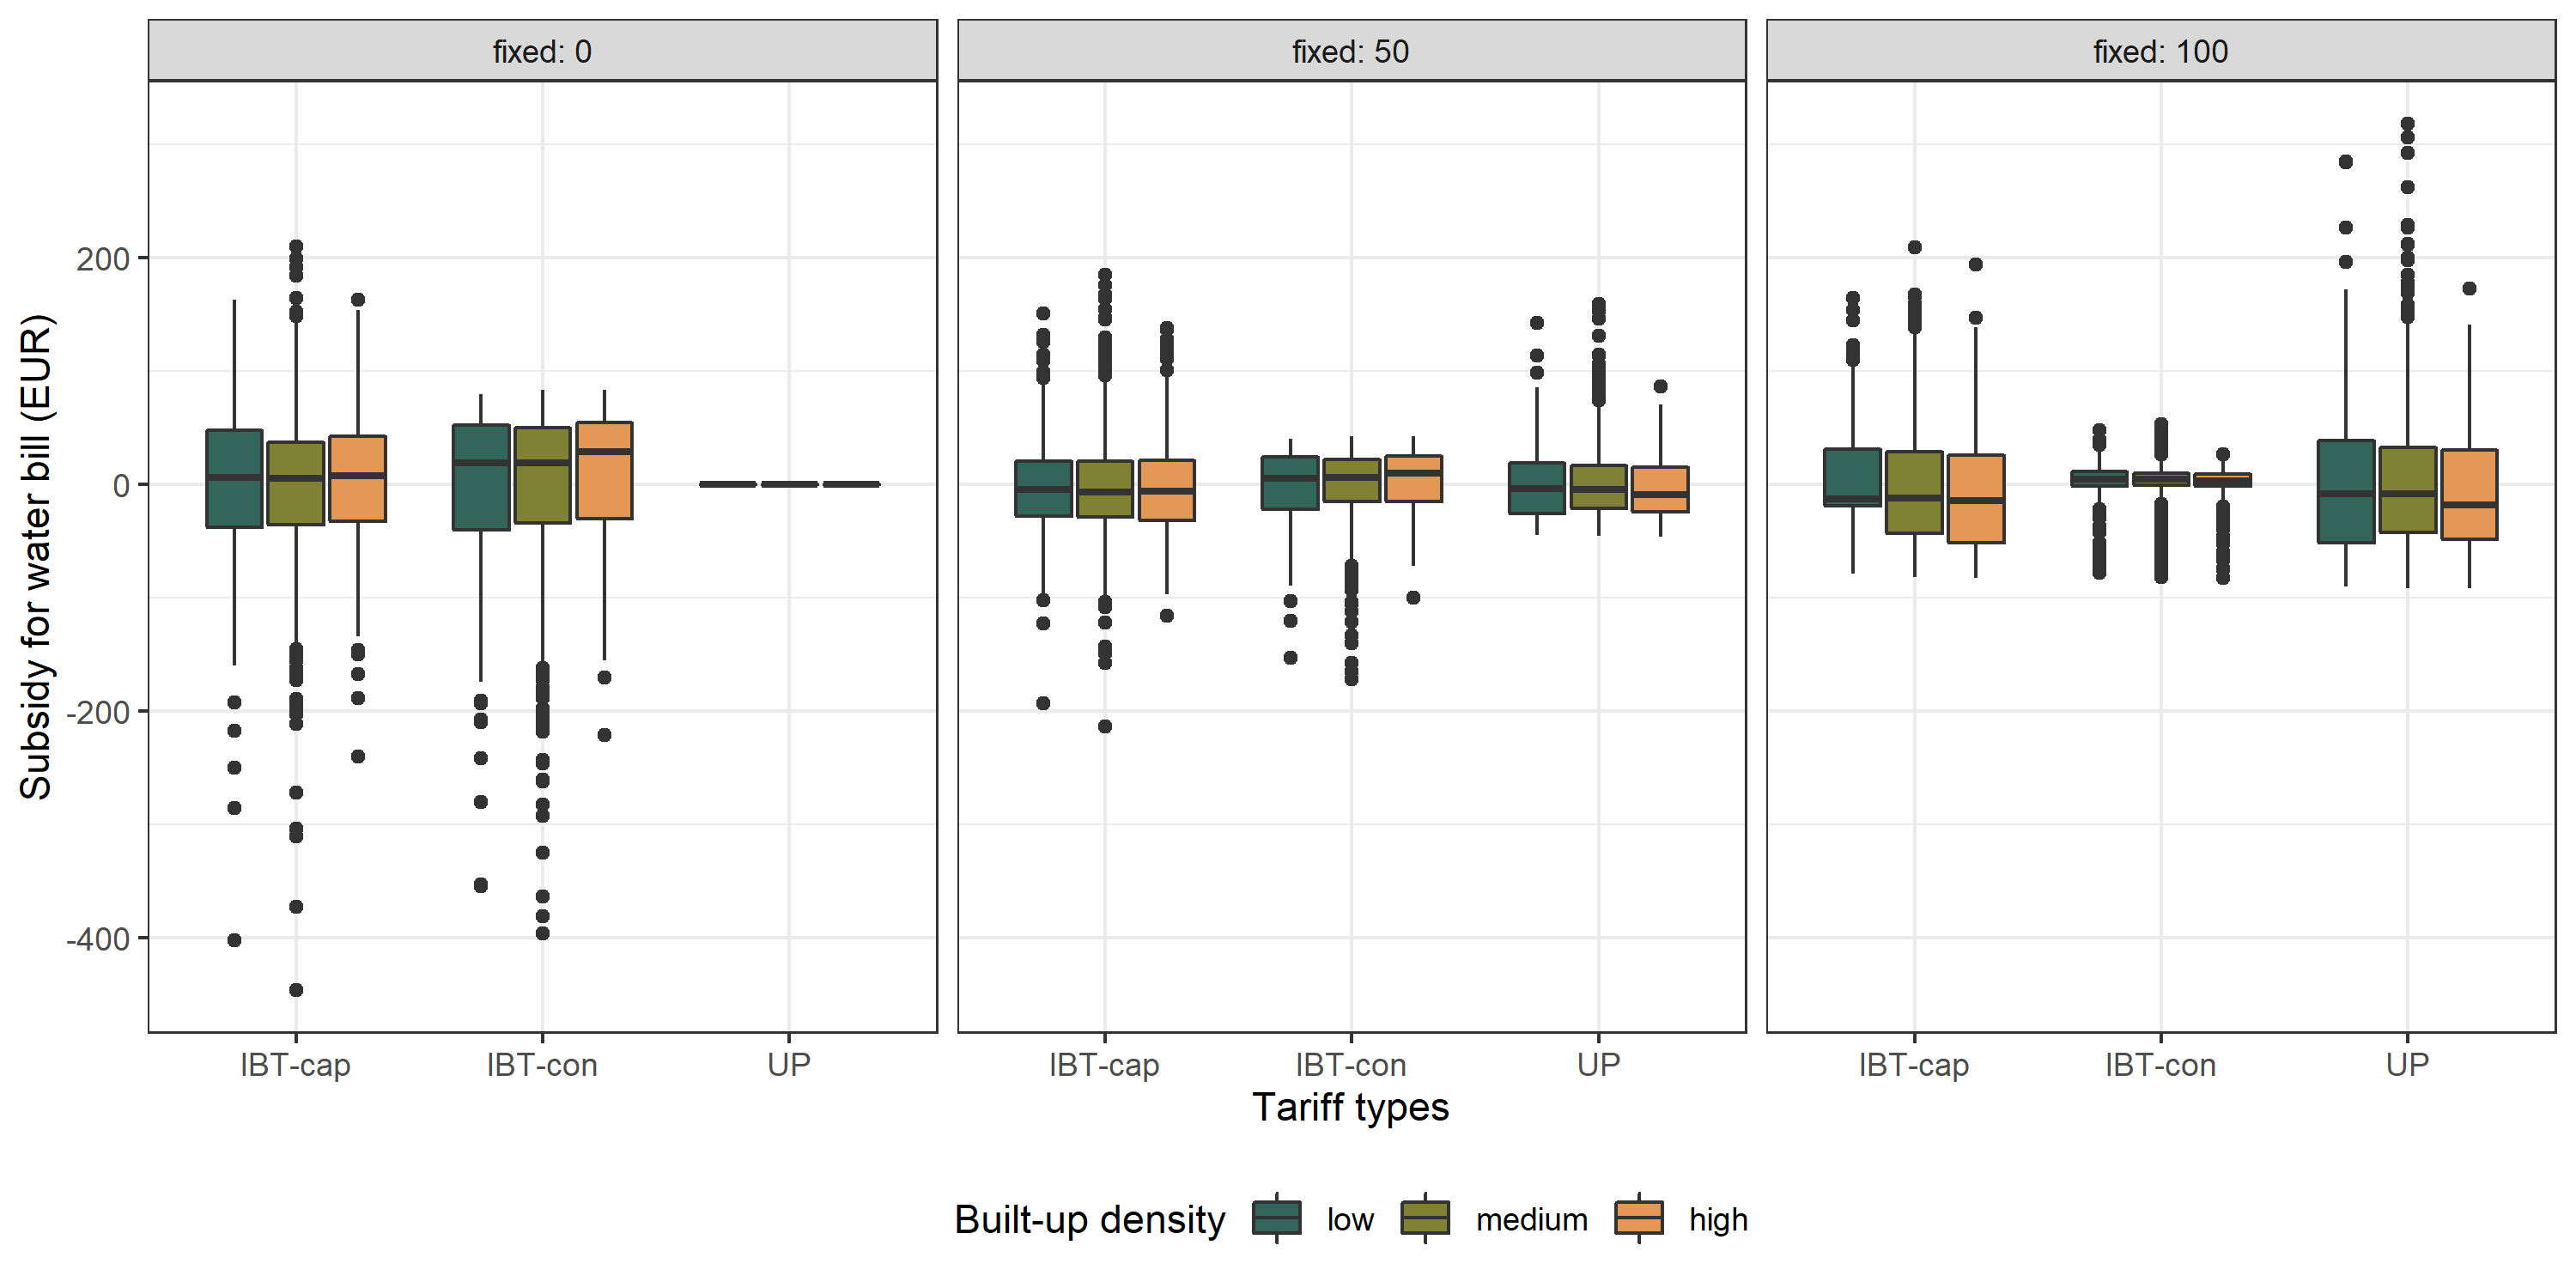 fixed: 0
fixed: 50
fixed: 100
Subsidy for water bill (EUR)
200
0
-200
-400
IBT-cap
IBT-con
UP
IBT-cap
IBT-con
UP
IBT-cap
IBT-con
UP
Tariff types
Built-up density
low
medium
high